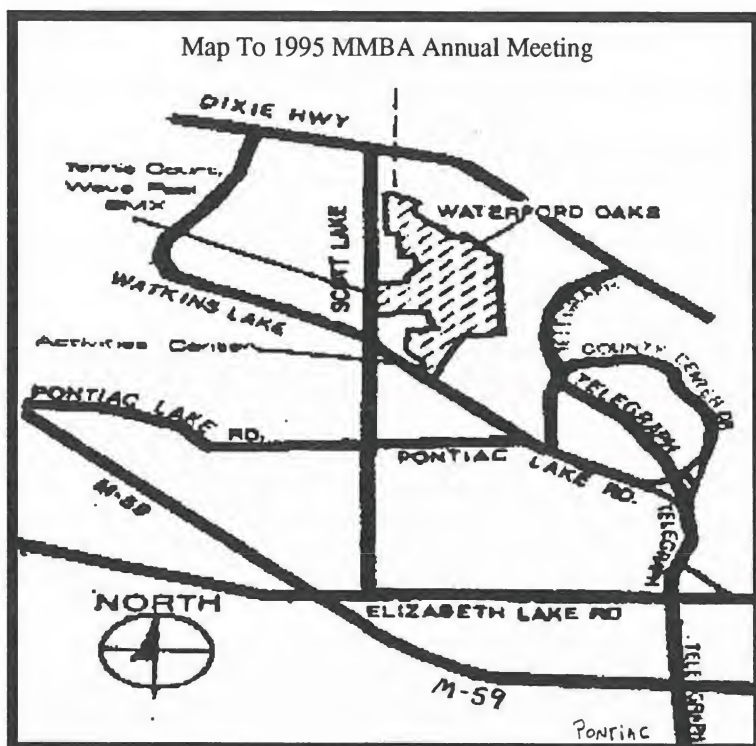 Map To 1995 MMBA Annual Meeting
DIXIE HWY
Tennis Court,
Wave Pool
BMX
WATERFORD OAKS
SCOTT LAKE
WATKINS LAKE
TELEGRAPH
Activities Center
COUNTY CENTER DR
TELEGRAPH
PONTIAC LAKE
RD.
PONTIAC LAKE RD.
M-59
TELEGRAPH
NORTH
ELIZABETH LAKE RD
M-59
TELEGRAPH
PONTIAC